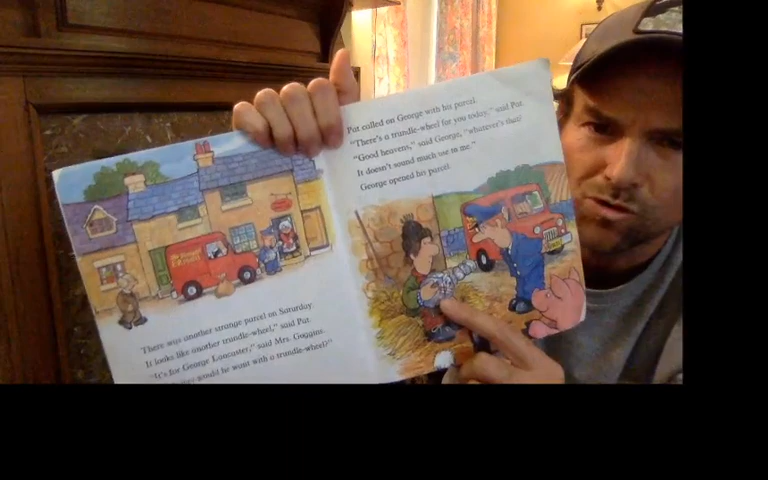 There was another strange parcel on Saturday.
"It looks like another trundle-wheel," said Pat.
"It's for George Lancaster," said Mrs. Goggins.
would he want with a trundle-wheel?"
Pat called on George with his parcel.
"There's a trundle-wheel for you today," said Pat.
"Good heavens," said George, "whatever's that?
It doesn't sound much use to me."
George opened his parcel.